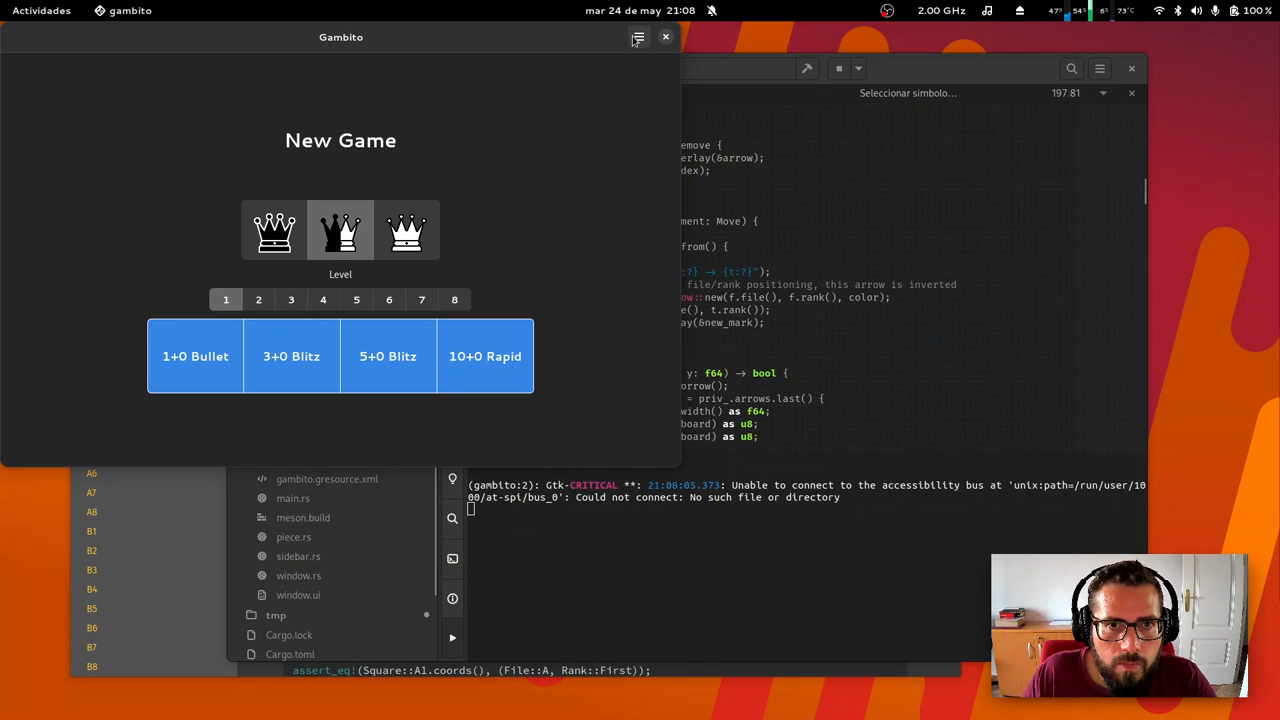 Actividades
gambito
mar 24 de may 21:08
2.00 GHz
47%
54%
6%
73°C
100 %
Gambito
New Game
Level
1 2 3 4 5 6 7 8
1+0 Bullet
3+0 Blitz
5+0 Blitz
10+0 Rapid
Seleccionar símbolo…
197:81
emove {
erlay(&arrow);
dex);
ment: Move) {
from() {
t:?} -> {t:?}");
file/rank positioning, this arrow is inverted
ow::new(f.file(), f.rank(), color);
e(), t.rank());
ay(&new_mark);
y: f64) -> bool {
orrow();
= priv_.arrows.last() {
width() as f64;
board) as u8;
board) as u8;
(gambito:2): Gtk-CRITICAL **: 21:08:05.373: Unable to connect to the accessibility bus at 'unix:path=/run/user/10
00/at-spi/bus_0': Could not connect: No such file or directory
A6
A7
A8
B1
B2
B3
B4
B5
B6
B7
B8
gambito.gresource.xml
main.rs
meson.build
piece.rs
sidebar.rs
window.rs
window.ui
tmp
Cargo.lock
Cargo.toml
assert_eq!(Square::A1.coords(), (File::A, Rank::First));